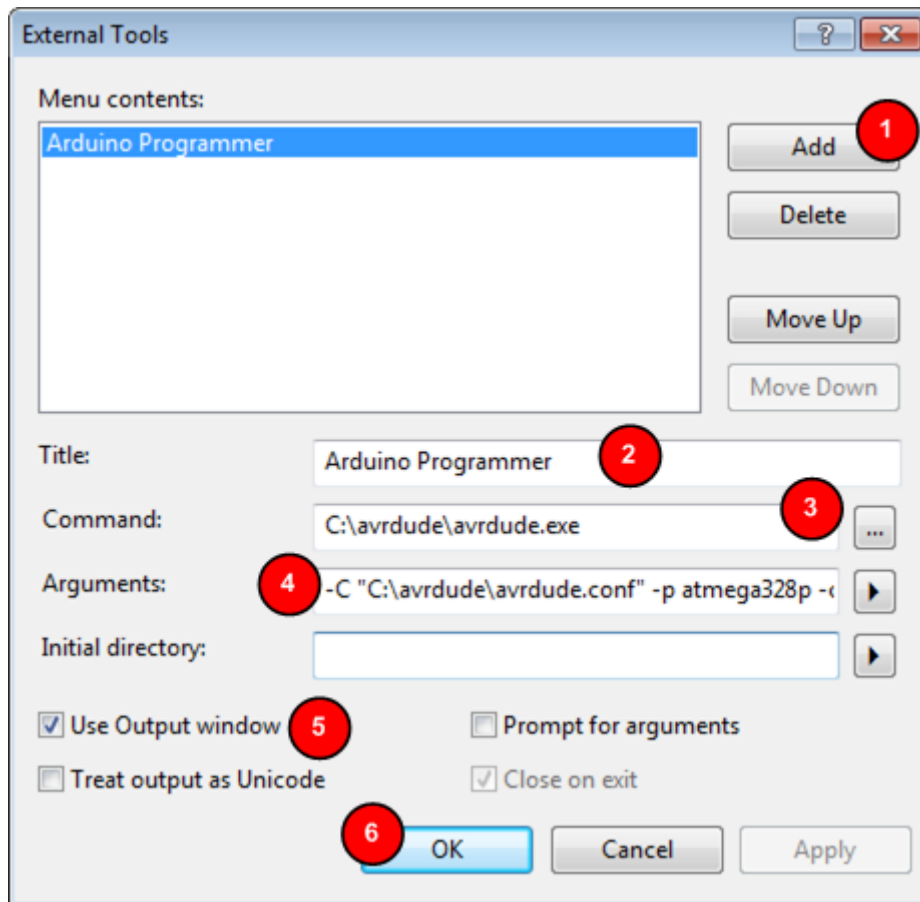 External Tools
Menu contents:
Arduino Programmer
Add
1
Delete
Move Up
Move Down
Title:
Arduino Programmer
2
Command:
C:\avrdude\avrdude.exe
3
...
Arguments:
4
-C "C:\avrdude\avrdude.conf" -p atmega328p -c
Initial directory:
Use Output window
5
Prompt for arguments
Treat output as Unicode
Close on exit
6
OK
Cancel
Apply